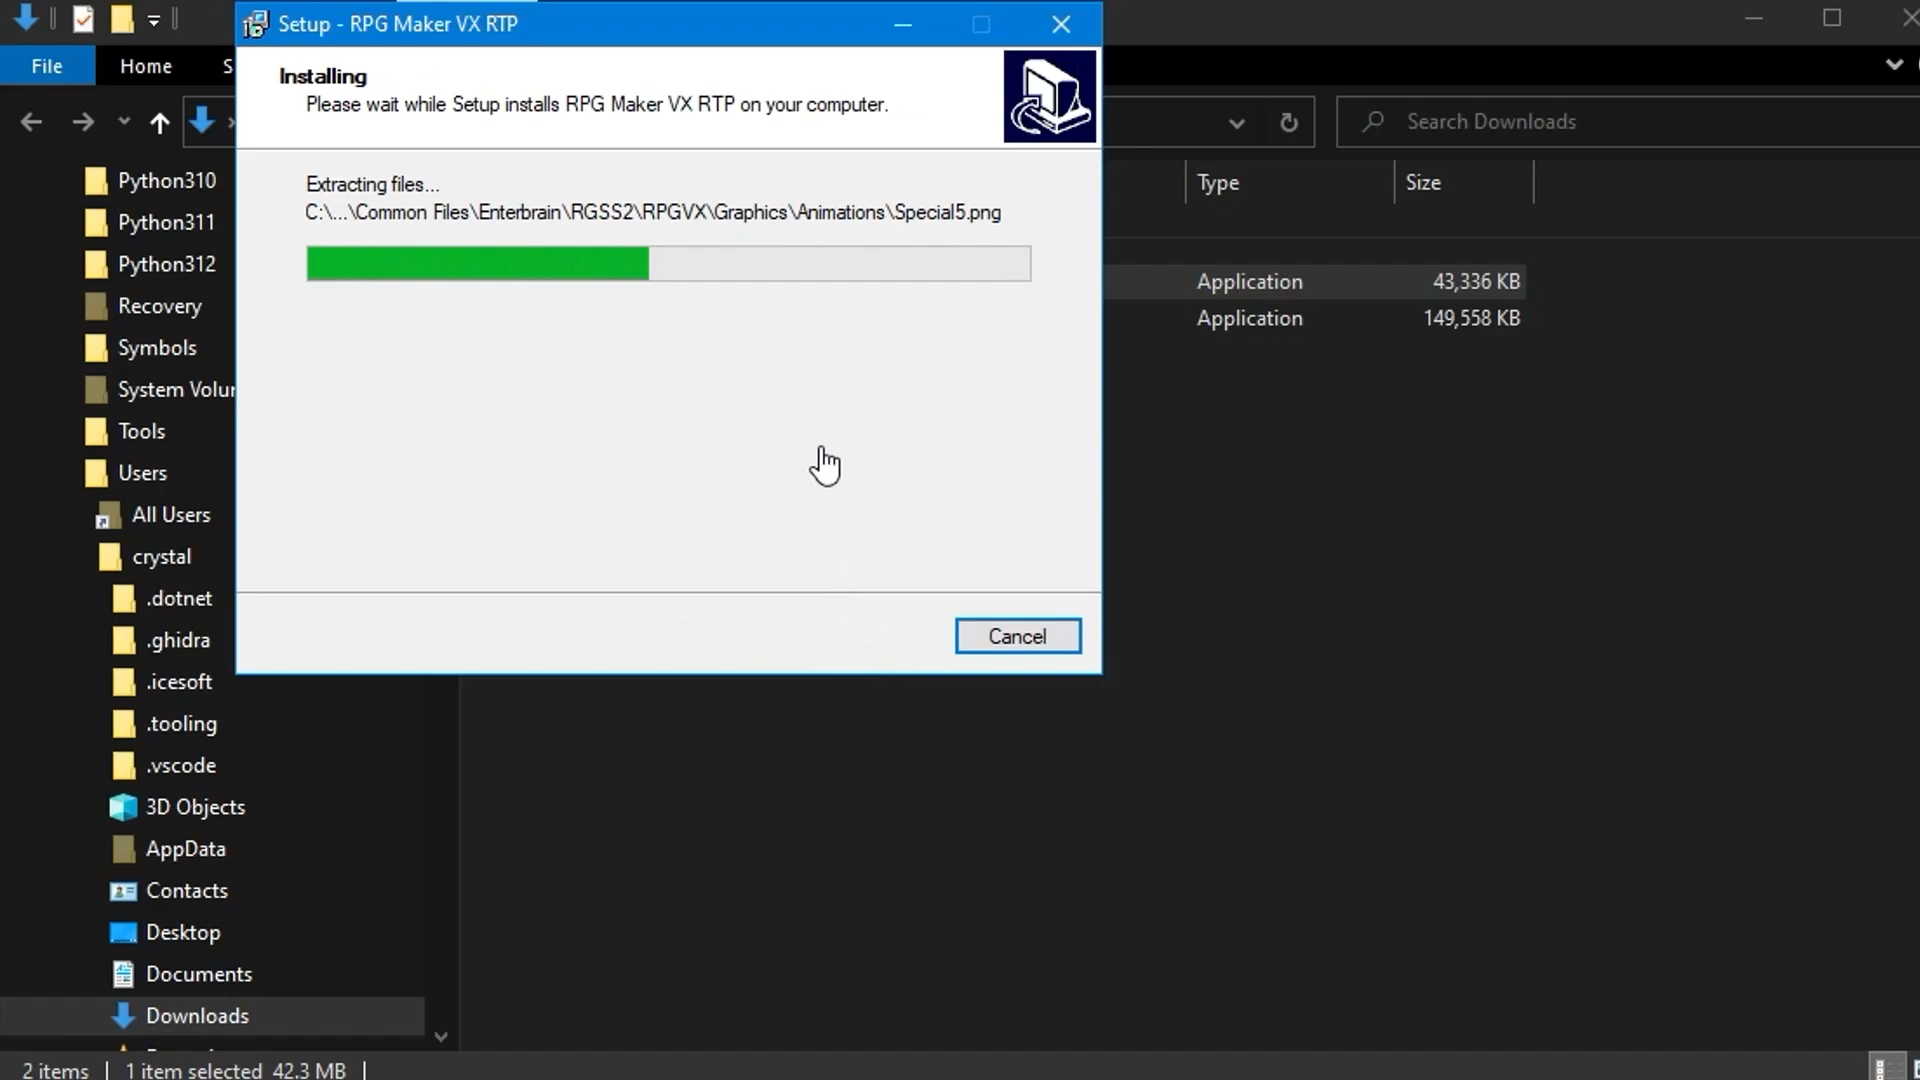 Setup - RPG Maker VX RTP
File
Home
S
Installing
Please wait while Setup installs RPG Maker VX RTP on your computer.
Search Downloads
Extracting files...
C:\...\Common Files\Enterbrain\RGSS2\RPGVX\Graphics\Animations\Special5.png
Type
Size
Application
43,336 KB
Application
149,558 KB
Cancel
Python310
Python311
Python312
Recovery
Symbols
System Volu
Tools
Users
All Users
crystal
.dotnet
.ghidra
.icesoft
.tooling
.vscode
3D Objects
AppData
Contacts
Desktop
Documents
Downloads
2 items
1 item selected 42.3 MB